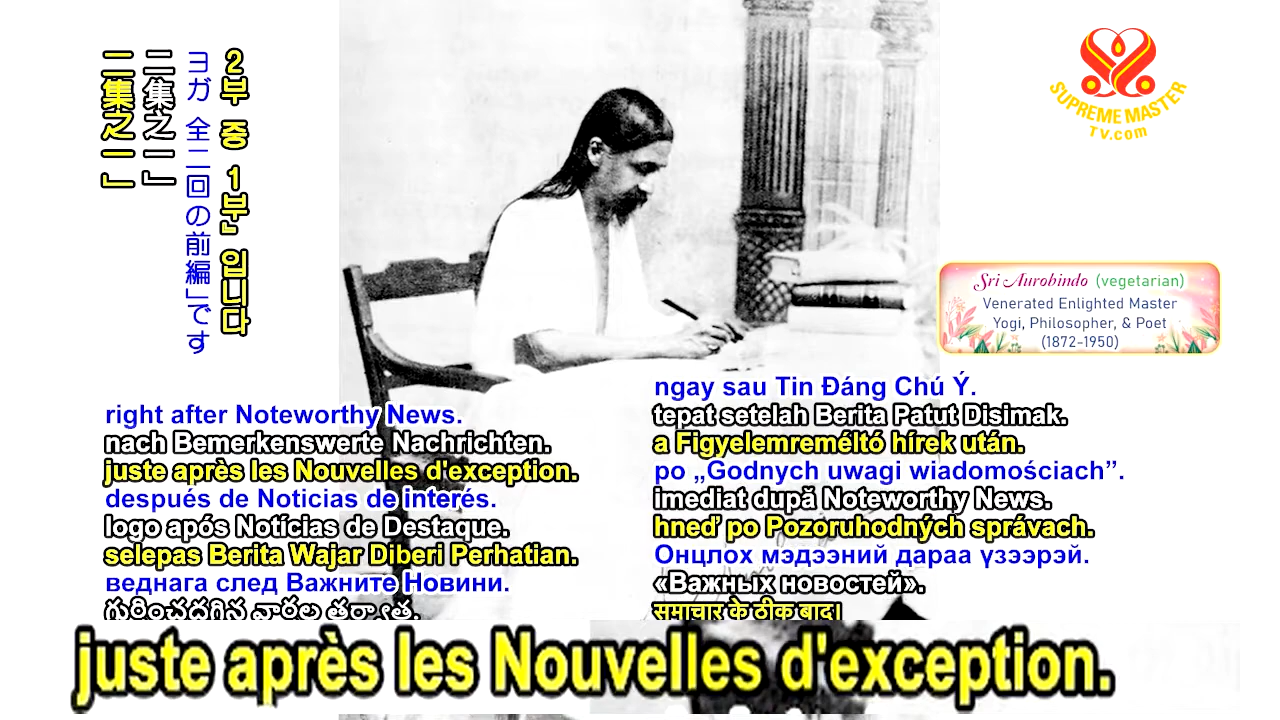 二集之一」
二集之一」
ヨガ 全二回の前編」です
2부 중 1부』입니다
SUPREME MASTER
TV.com
Sri Aurobindo (vegetarian)
Venerated Enlighted Master
Yogi, Philosopher, & Poet
(1872-1950)
right after Noteworthy News.
nach Bemerkenswerte Nachrichten.
juste après les Nouvelles d'exception.
después de Noticias de interés.
logo após Notícias de Destaque.
selepas Berita Wajar Diberi Perhatian.
веднага след Важните Новини.
గుర్తించదగిన వార్తల తర్వాత.
ngay sau Tin Đáng Chú Ý.
tepat setelah Berita Patut Disimak.
a Figyelemreméltó hírek után.
po „Godnych uwagi wiadomościach”.
imediat după Noteworthy News.
hneď po Pozoruhodných správach.
Онцлох мэдээний дараа үзээрэй.
«Важных новостей».
समाचार के ठीक बाद।
juste après les Nouvelles d'exception.